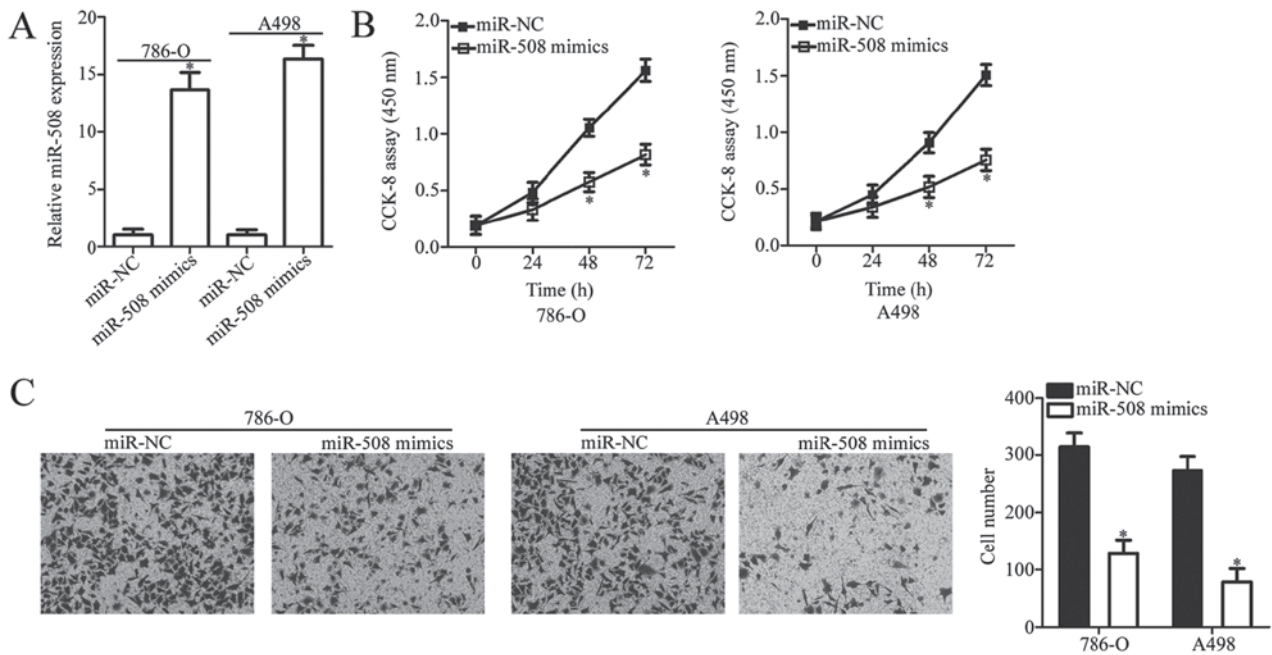 A
Relative miR-508 expression
20
15
10
5
0
786-O
*
A498
*
miR-NC
miR-508 mimics
miR-NC
miR-508 mimics
B
miR-NC
miR-508 mimics
CCK-8 assay (450 nm)
2.0
1.5
1.0
0.5
0.0
*
*
0 24 48 72
Time (h)
786-O
miR-NC
miR-508 mimics
CCK-8 assay (450 nm)
2.0
1.5
1.0
0.5
0.0
*
*
0 24 48 72
Time (h)
A498
C
786-O
miR-NC miR-508 mimics
A498
miR-NC miR-508 mimics
miR-NC
miR-508 mimics
Cell number
400
300
200
100
0
*
*
786-O A498